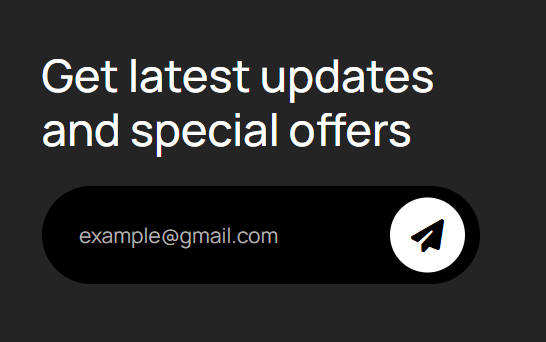 Get latest updates
and special offers
example@gmail.com